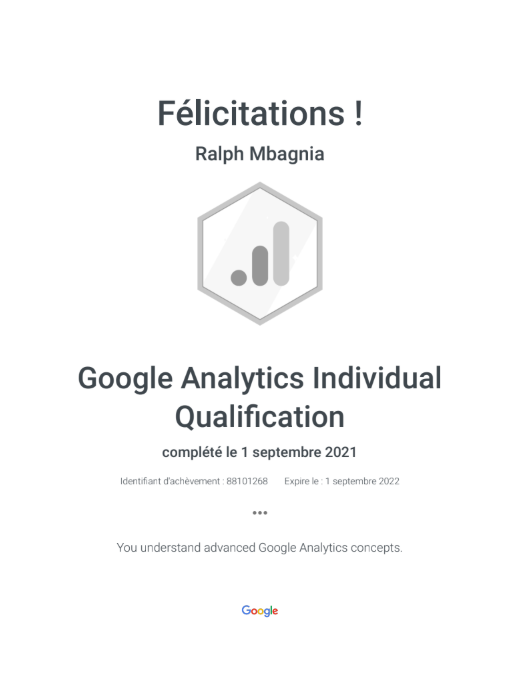 Félicitations !
Ralph Mbagnia
Google Analytics Individual
Qualification
complété le 1 septembre 2021
Identifiant d'achèvement : 88101268 Expire le : 1 septembre 2022
•••
You understand advanced Google Analytics concepts.
Google